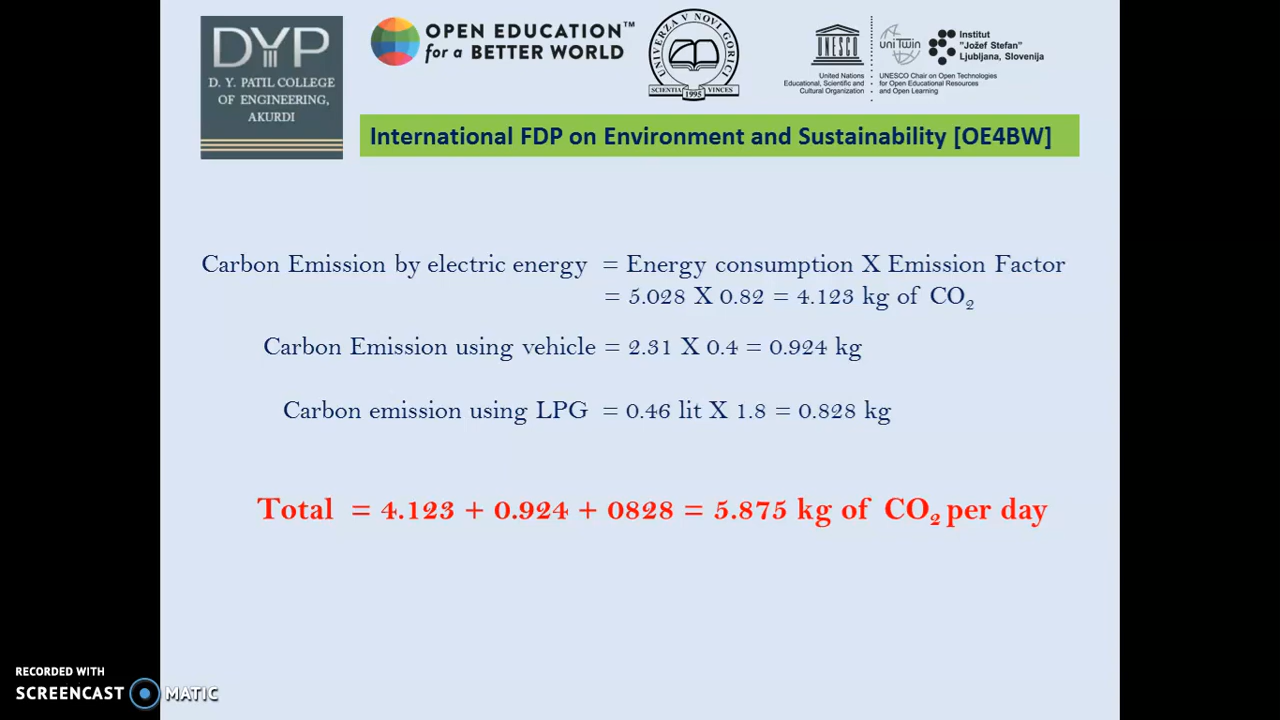 DYP
D. Y. PATIL COLLEGE
OF ENGINEERING,
AKURDI
OPEN EDUCATION™
for a BETTER WORLD
UNIVERZA V NOVI GORICI
SCIENTIA VINCES
1995
UNESCO
United Nations
Educational, Scientific and
Cultural Organization
uniTwin
Institut
"Jožef Stefan"
Ljubljana, Slovenija
UNESCO Chair on Open Technologies
for Open Educational Resources
and Open Learning
International FDP on Environment and Sustainability [OE4BW]
Carbon Emission by electric energy = Energy consumption X Emission Factor
= 5.028 X 0.82 = 4.123 kg of CO₂
Carbon Emission using vehicle = 2.31 X 0.4 = 0.924 kg
Carbon emission using LPG = 0.46 lit X 1.8 = 0.828 kg
Total = 4.123 + 0.924 + 0828 = 5.875 kg of CO₂ per day
RECORDED WITH
SCREENCAST MATIC